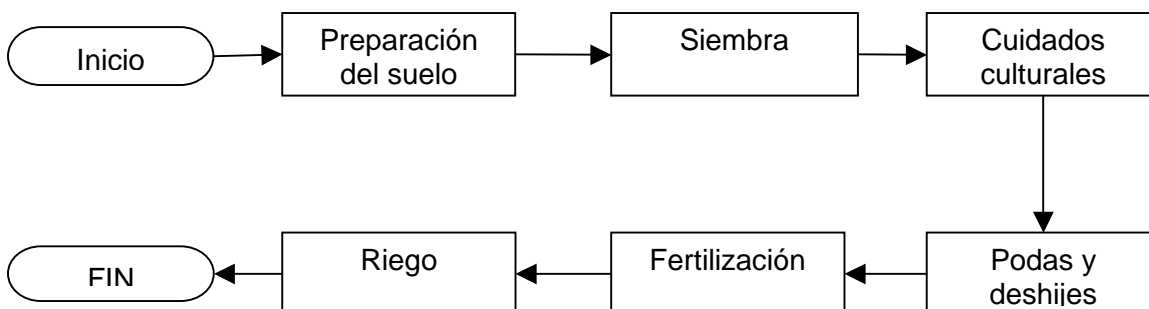 Inicio
Preparación
del suelo
Siembra
Cuidados
culturales
Podas y
deshijes
Fertilización
Riego
FIN